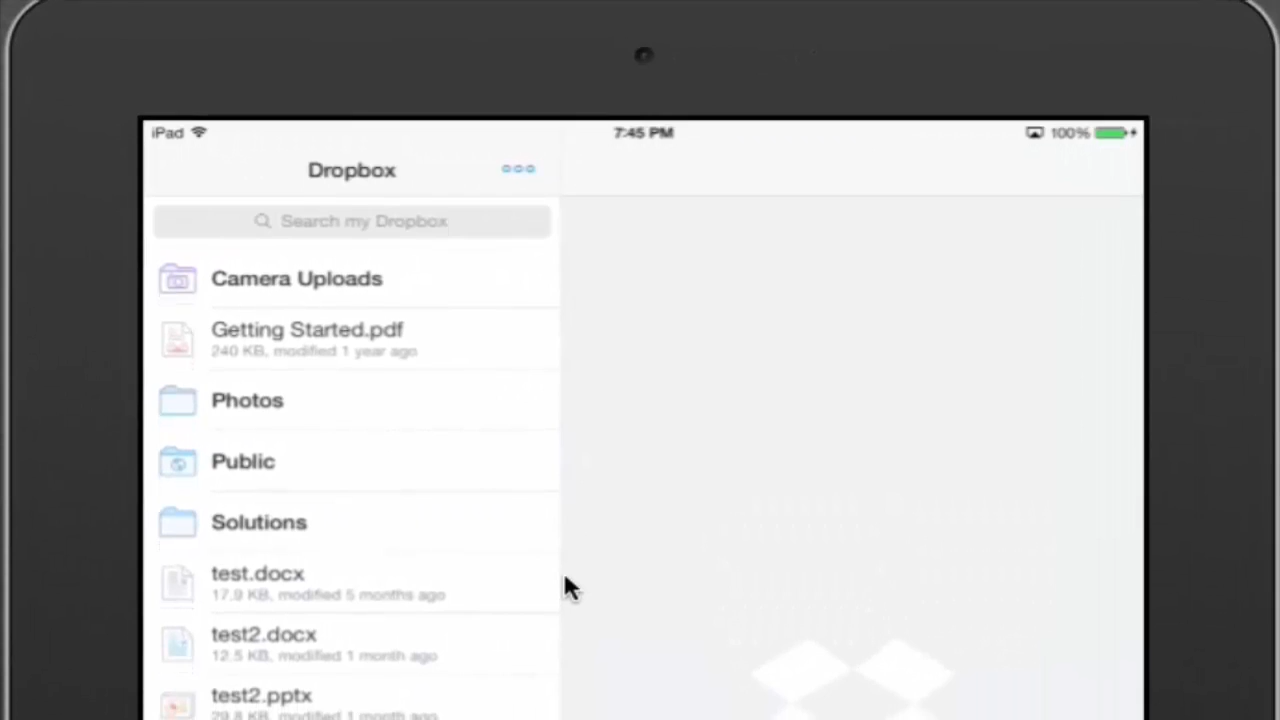 iPad
7:45 PM
100%
Dropbox
Search my Dropbox
Camera Uploads
Getting Started.pdf
240 KB, modified 1 year ago
Photos
Public
Solutions
test.docx
17.9 KB, modified 5 months ago
test2.docx
12.5 KB, modified 1 month ago
test2.pptx
29.8 KB, modified 1 month ago